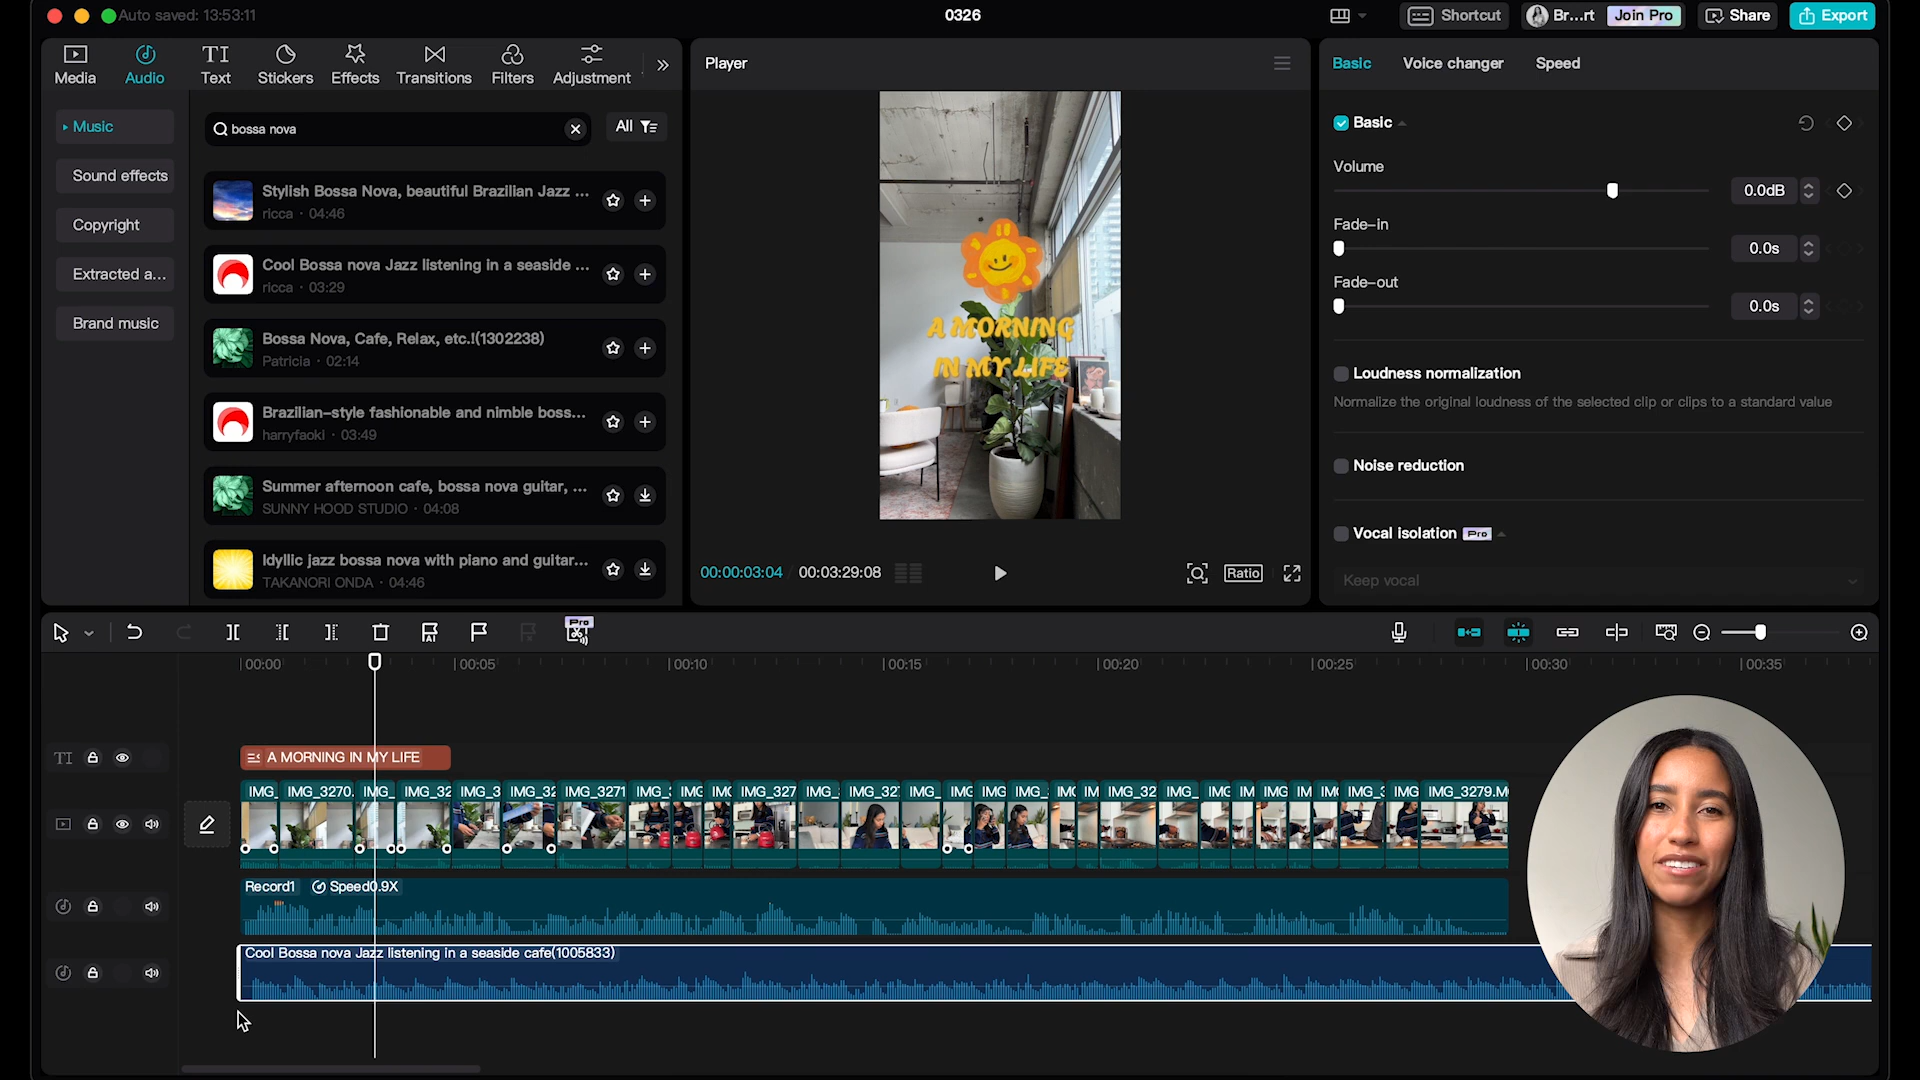 Auto saved: 13:53:11
0326
Shortcut
Br...rt
Join Pro
Share
Export
Media
Audio
TI
Text
Stickers
Effects
Transitions
Filters
Adjustment
Music
Sound effects
Copyright
Extracted a...
Brand music
bossa nova
All
Stylish Bossa Nova, beautiful Brazilian Jazz ...
ricca · 04:46
Cool Bossa nova Jazz listening in a seaside ...
ricca · 03:29
Bossa Nova, Cafe, Relax, etc.!(1302238)
Patricia · 02:14
Brazilian-style fashionable and nimble boss...
harryfaoki · 03:49
Summer afternoon cafe, bossa nova guitar, ...
SUNNY HOOD STUDIO · 04:08
Idyllic jazz bossa nova with piano and guitar...
TAKANORI ONDA · 04:46
Player
A MORNING
IN MY LIFE
00:00:03:04
00:03:29:08
Ratio
Basic
Voice changer
Speed
Basic
Volume
0.0dB
Fade-in
0.0s
Fade-out
0.0s
Loudness normalization
Normalize the original loudness of the selected clip or clips to a standard value
Noise reduction
Vocal isolation
Pro
Keep vocal
Pro
00:00
00:05
00:10
00:15
00:20
00:25
00:30
00:35
TI
A MORNING IN MY LIFE
IMG_ IMG_3270. IMG_ IMG_32 IMG_3 IMG_32 IMG_3271 IMG_ IMG IMG IMG_327 IMG_ IMG_327 IMG_ IMG IMG IMG_ IM IM IMG_32 IMG_ IMG IM IMG IM IM IMG_3 IMG IMG_3279.M
Record1
Speed0.9X
Cool Bossa nova Jazz listening in a seaside cafe(1005833)